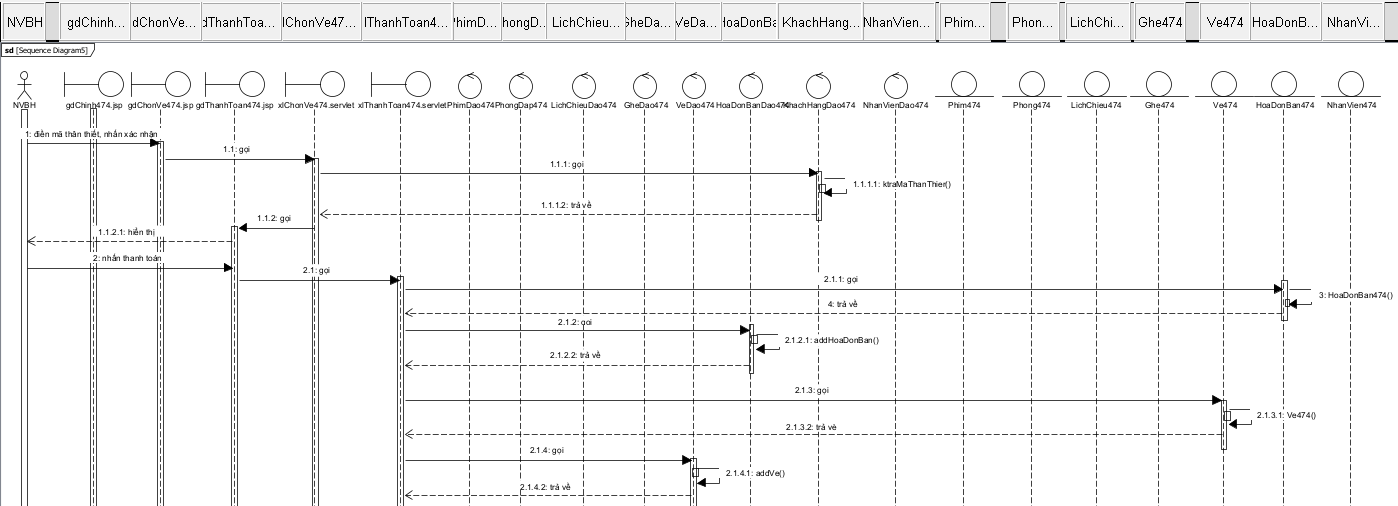 NVBH
gdChinh...
dChonVe...
dThanhToa...
lChonVe47...
lThanhToan4...
PhimD...
hongD...
LichChieu...
GheDa...
VeDa...
HoaDonBa
KhachHang...
NhanVien...
Phim...
Phon...
LichChi...
Ghe474
Ve474
HoaDonB...
NhanVi...
sd [Sequence Diagram5]
NVBH
gdChinh474.jsp
gdChonVe474.jsp
gdThanhToan474.jsp
xlChonVe474.servlet
xlThanhToan474.servlet
PhimDao474
PhongDap474
LichChieuDao474
GheDao474
VeDao474
HoaDonBanDao474
KhachHangDao474
NhanVienDao474
Phim474
Phong474
LichChieu474
Ghe474
Ve474
HoaDonBan474
NhanVien474
1: điền mã thân thiết, nhấn xác nhận
1.1: gọi
1.1.1: gọi
1.1.1.1: ktraMaThanThier()
1.1.1.2: trả về
1.1.2: gọi
1.1.2.1: hiển thị
2: nhấn thanh toán
2.1: gọi
2.1.1: gọi
3: HoaDonBan474()
4: trả về
2.1.2: gọi
2.1.2.1: addHoaDonBan()
2.1.2.2: trả về
2.1.3: gọi
2.1.3.1: Ve474()
2.1.3.2: trả về
2.1.4: gọi
2.1.4.1: addVe()
2.1.4.2: trả về